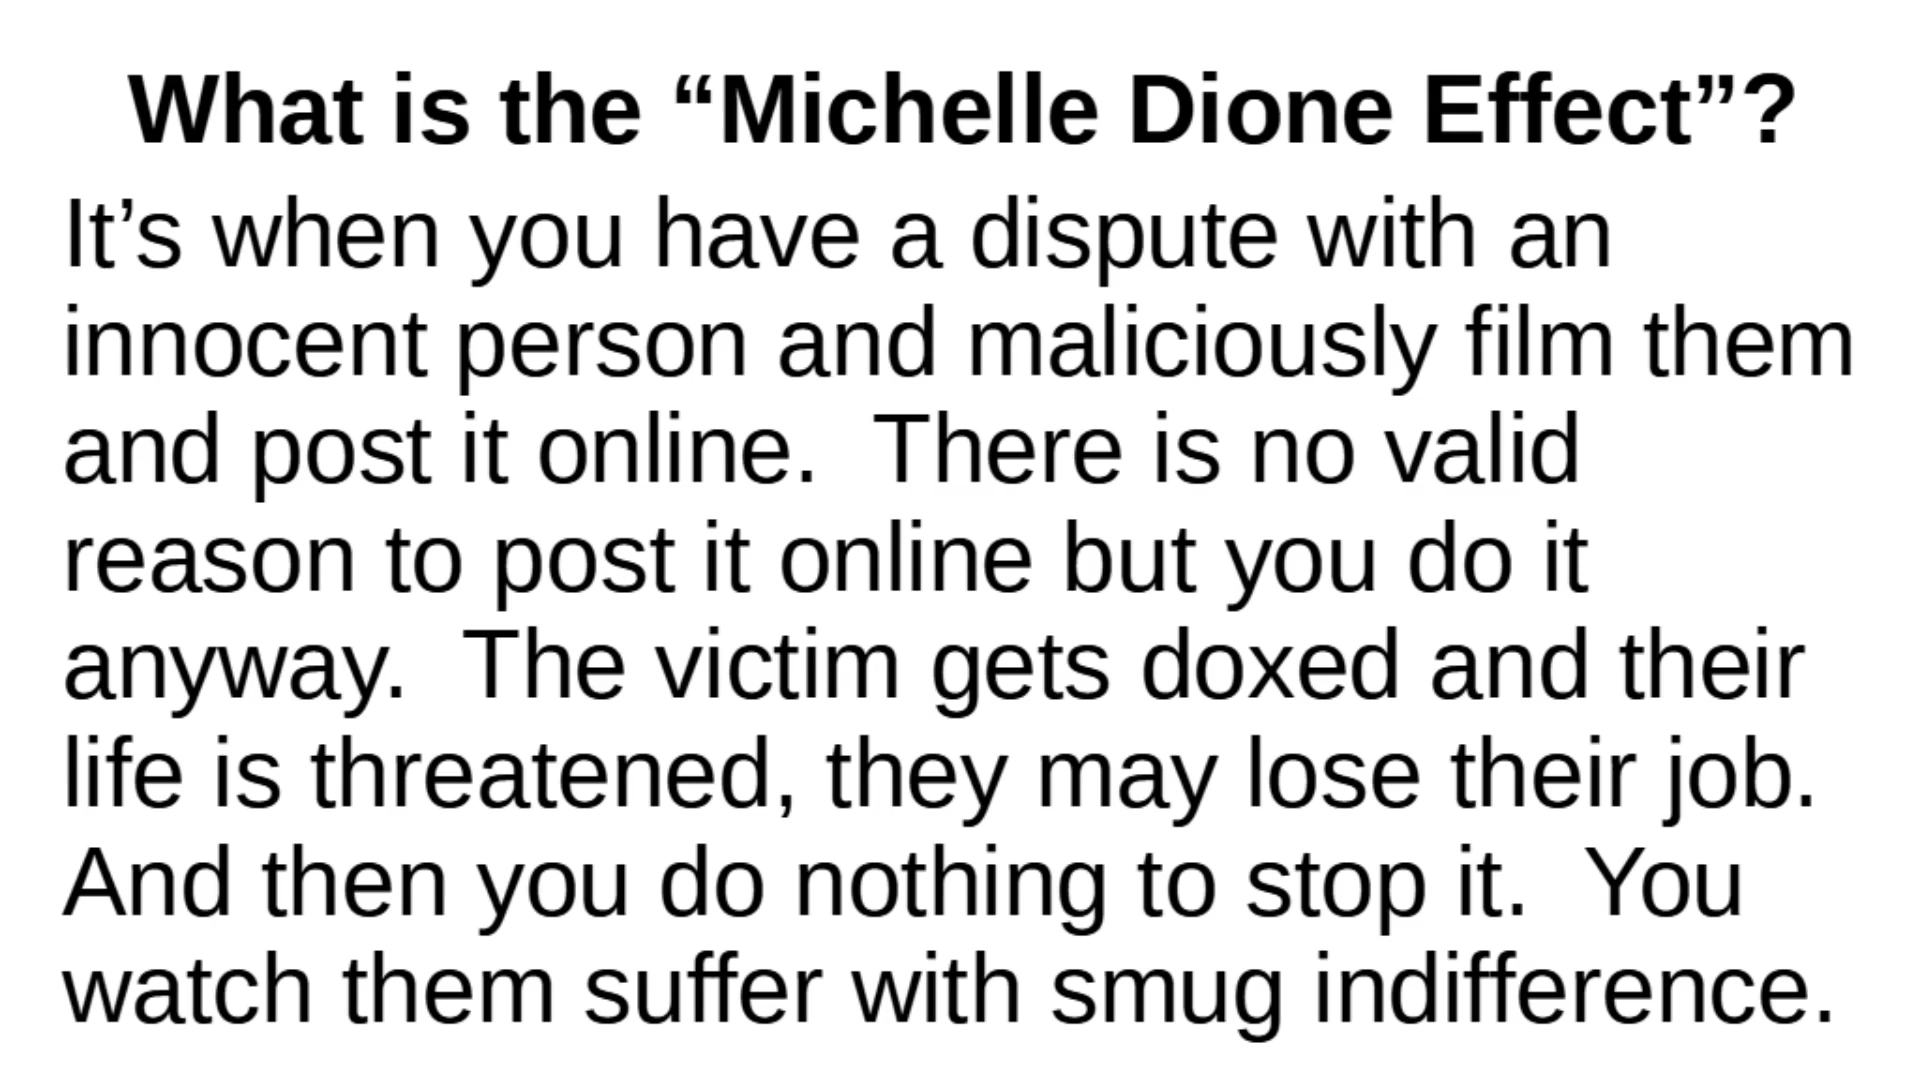 What is the “Michelle Dione Effect”?
It’s when you have a dispute with an
innocent person and maliciously film them
and post it online.  There is no valid
reason to post it online but you do it
anyway.  The victim gets doxed and their
life is threatened, they may lose their job.
And then you do nothing to stop it.  You
watch them suffer with smug indifference.